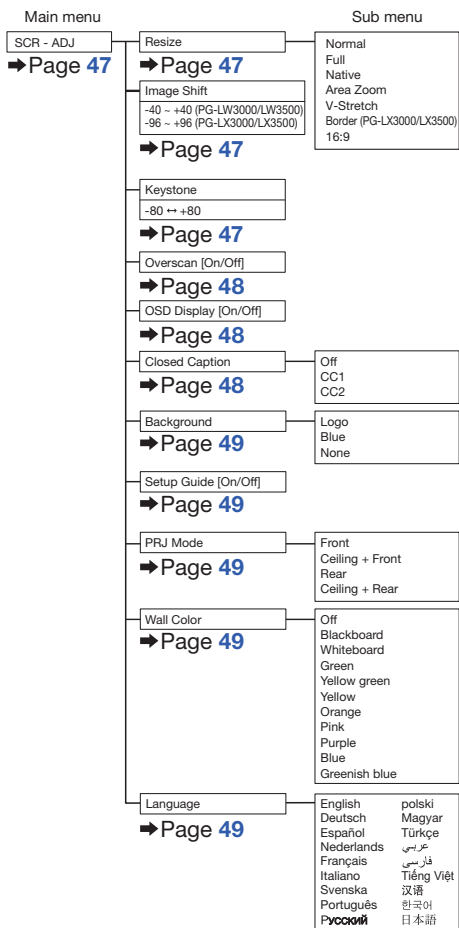 Main menu
Sub menu
SCR - ADJ
➡Page 47
Resize
➡Page 47
Normal
Full
Native
Area Zoom
V-Stretch
Border (PG-LX3000/LX3500)
16:9
Image Shift
-40 ~ +40 (PG-LW3000/LW3500)
-96 ~ +96 (PG-LX3000/LX3500)
➡Page 47
Keystone
-80 ↔ +80
➡Page 47
Overscan [On/Off]
➡Page 48
OSD Display [On/Off]
➡Page 48
Closed Caption
➡Page 48
Off
CC1
CC2
Background
➡Page 49
Logo
Blue
None
Setup Guide [On/Off]
➡Page 49
PRJ Mode
➡Page 49
Front
Ceiling + Front
Rear
Ceiling + Rear
Wall Color
➡Page 49
Off
Blackboard
Whiteboard
Green
Yellow green
Yellow
Orange
Pink
Purple
Blue
Greenish blue
Language
➡Page 49
English
Deutsch
Español
Nederlands
Français
Italiano
Svenska
Português
Русский
polski
Magyar
Türkçe
عربي
فارسی
Tiếng Việt
汉语
한국어
日本語